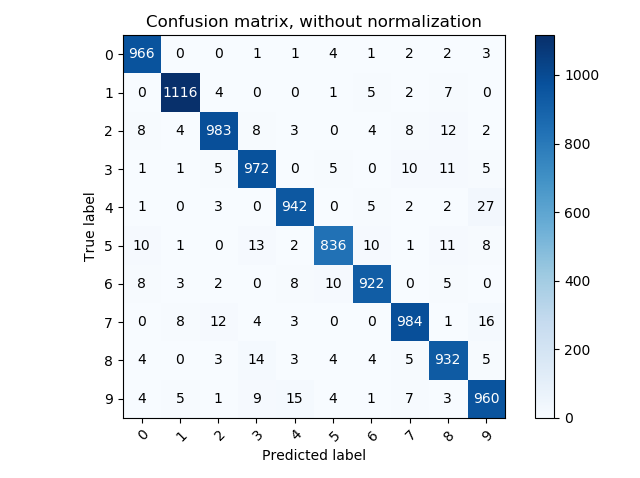 Confusion matrix, without normalization
True label
0 966 0 0 1 1 4 1 2 2 3
1 0 1116 4 0 0 1 5 2 7 0
2 8 4 983 8 3 0 4 8 12 2
3 1 1 5 972 0 5 0 10 11 5
4 1 0 3 0 942 0 5 2 2 27
5 10 1 0 13 2 836 10 1 11 8
6 8 3 2 0 8 10 922 0 5 0
7 0 8 12 4 3 0 0 984 1 16
8 4 0 3 14 3 4 4 5 932 5
9 4 5 1 9 15 4 1 7 3 960
0 1 2 3 4 5 6 7 8 9
Predicted label
1000
800
600
400
200
0